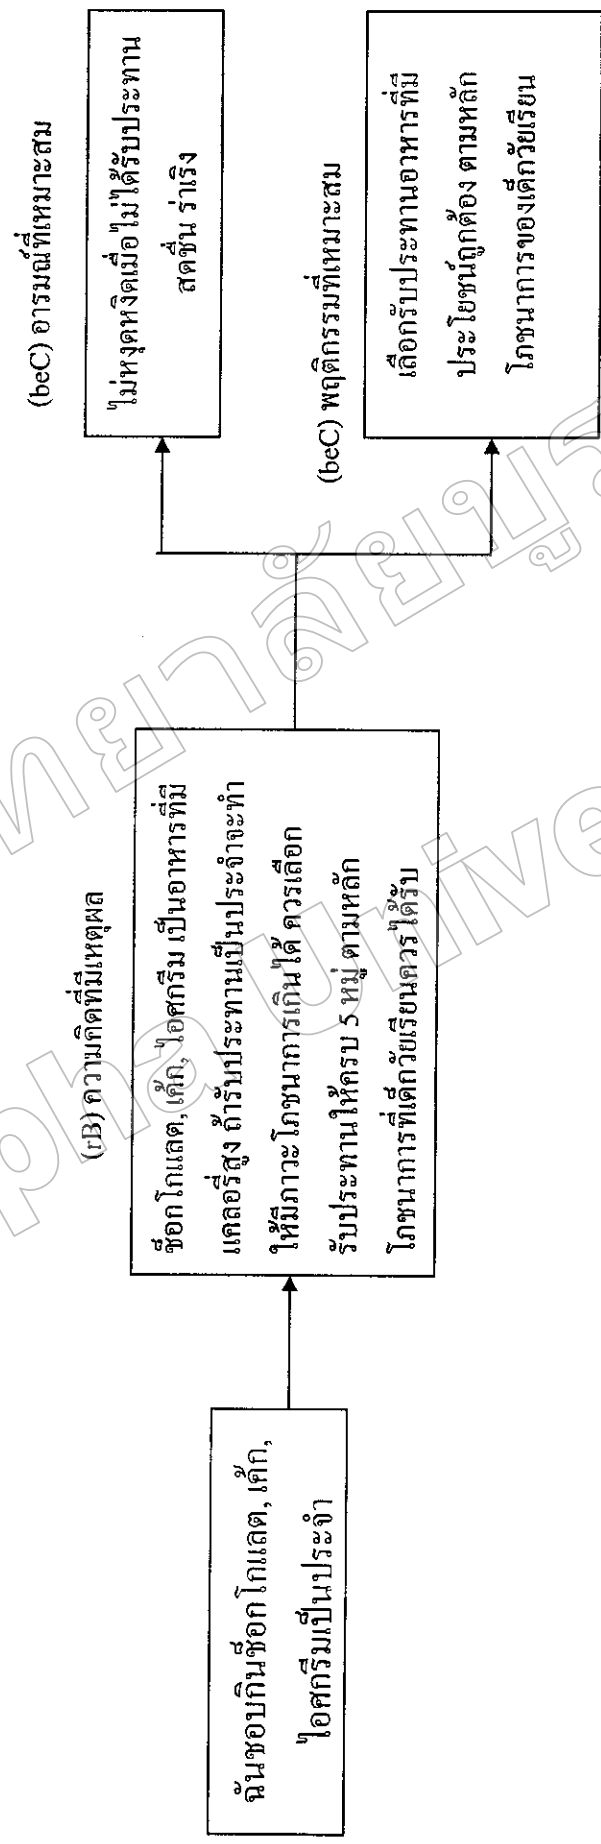 ฉันชอบกินช็อกโกแลต, เค้ก,
ไอศกรีมเป็นประจำ
(rB) ความคิดที่มีเหตุผล
ช็อกโกแลต, เค้ก, ไอศกรีม เป็นอาหารที่มี
แคลอรี่สูง ถ้ารับประทานเป็นประจำจะทำ
ให้มีภาวะโภชนาการเกินได้ ควรเลือก
รับประทานให้ครบ 5 หมู่ ตามหลัก
โภชนาการที่เด็กวัยเรียนควรได้รับ
(beC) อารมณ์ที่เหมาะสม
ไม่หงุดหงิดเมื่อไม่ได้รับประทาน
สดชื่น ร่าเริง
(beC) พฤติกรรมที่เหมาะสม
เลือกรับประทานอาหารที่มี
ประโยชน์ถูกต้อง ตามหลัก
โภชนาการของเด็กวัยเรียน